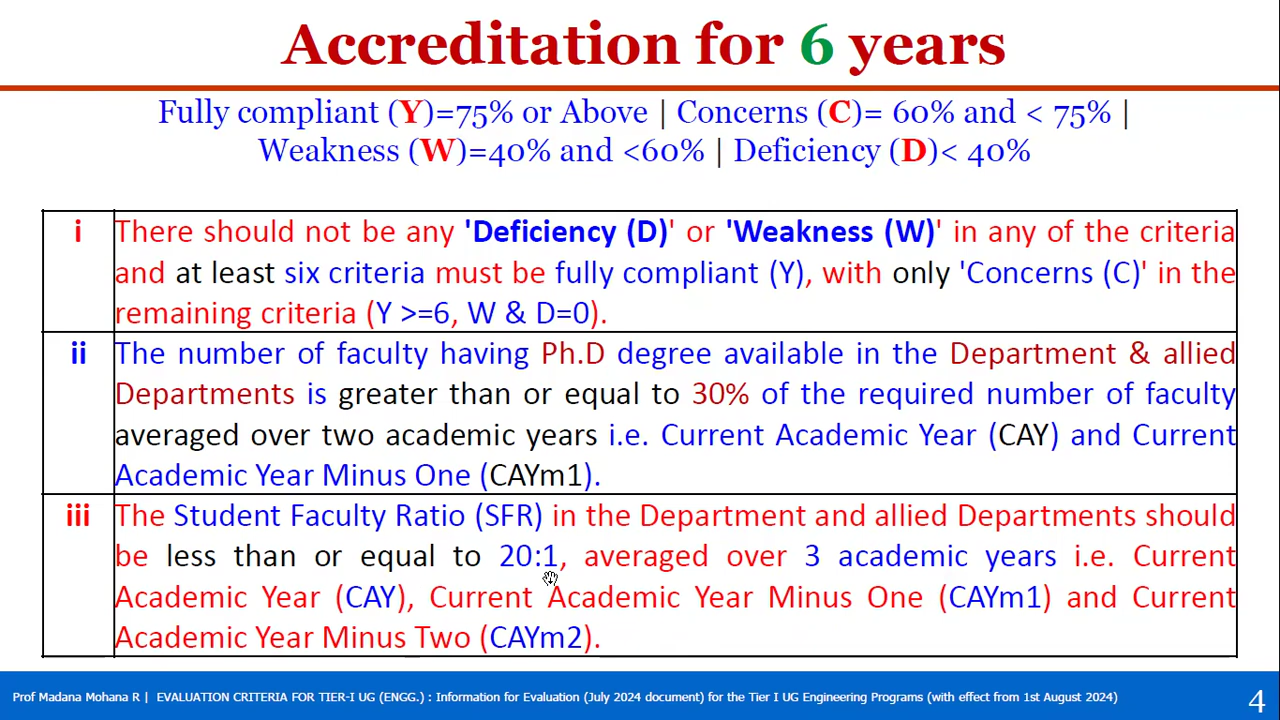 Accreditation for 6 years
Fully compliant (Y)=75% or Above | Concerns (C)= 60% and < 75% |
Weakness (W)=40% and <60% | Deficiency (D)< 40%
i There should not be any 'Deficiency (D)' or 'Weakness (W)' in any of the criteria
and at least six criteria must be fully compliant (Y), with only 'Concerns (C)' in the
remaining criteria (Y >=6, W & D=0).
ii The number of faculty having Ph.D degree available in the Department & allied
Departments is greater than or equal to 30% of the required number of faculty
averaged over two academic years i.e. Current Academic Year (CAY) and Current
Academic Year Minus One (CAYm1).
iii The Student Faculty Ratio (SFR) in the Department and allied Departments should
be less than or equal to 20:1, averaged over 3 academic years i.e. Current
Academic Year (CAY), Current Academic Year Minus One (CAYm1) and Current
Academic Year Minus Two (CAYm2).
Prof Madana Mohana R | EVALUATION CRITERIA FOR TIER-I UG (ENGG.) : Information for Evaluation (July 2024 document) for the Tier I UG Engineering Programs (with effect from 1st August 2024) 4